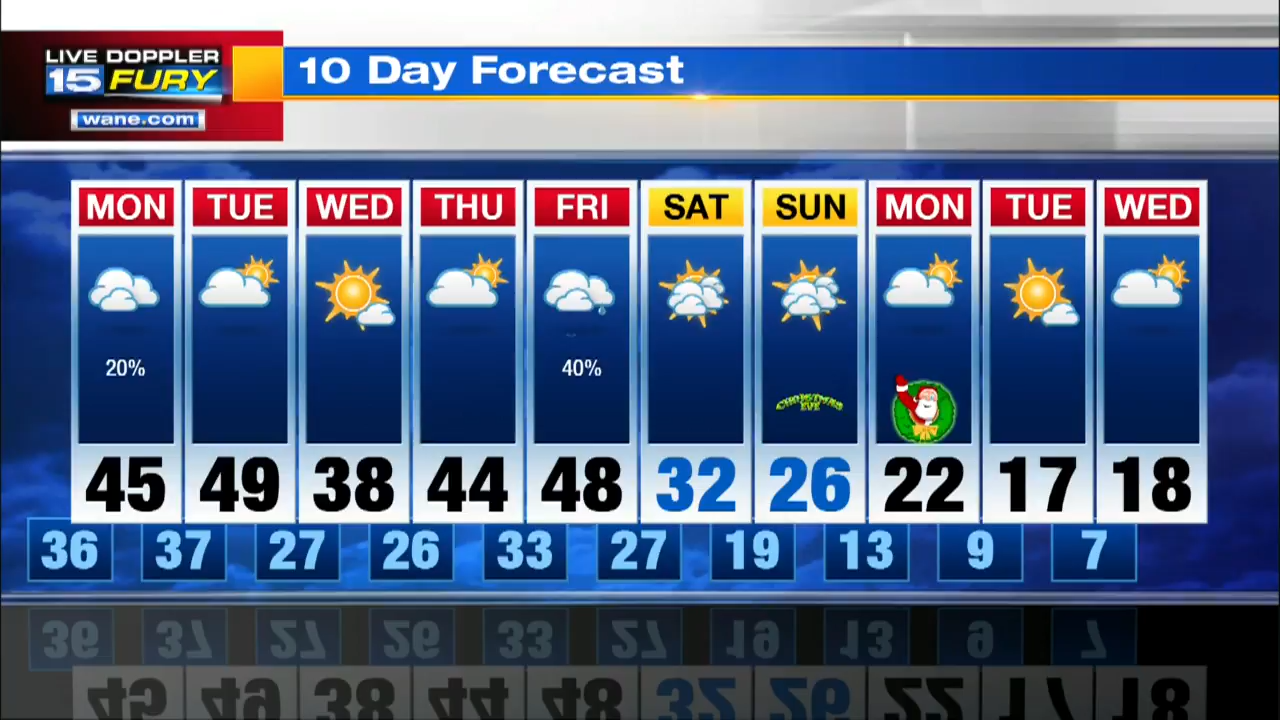 LIVE DOPPLER
15 FURY
wane.com
10 Day Forecast
MON TUE WED THU FRI SAT SUN MON TUE WED
20% 40%
CHRISTMAS
EVE
45 49 38 44 48 32 26 22 17 18
36 37 27 26 33 27 19 13 9 7